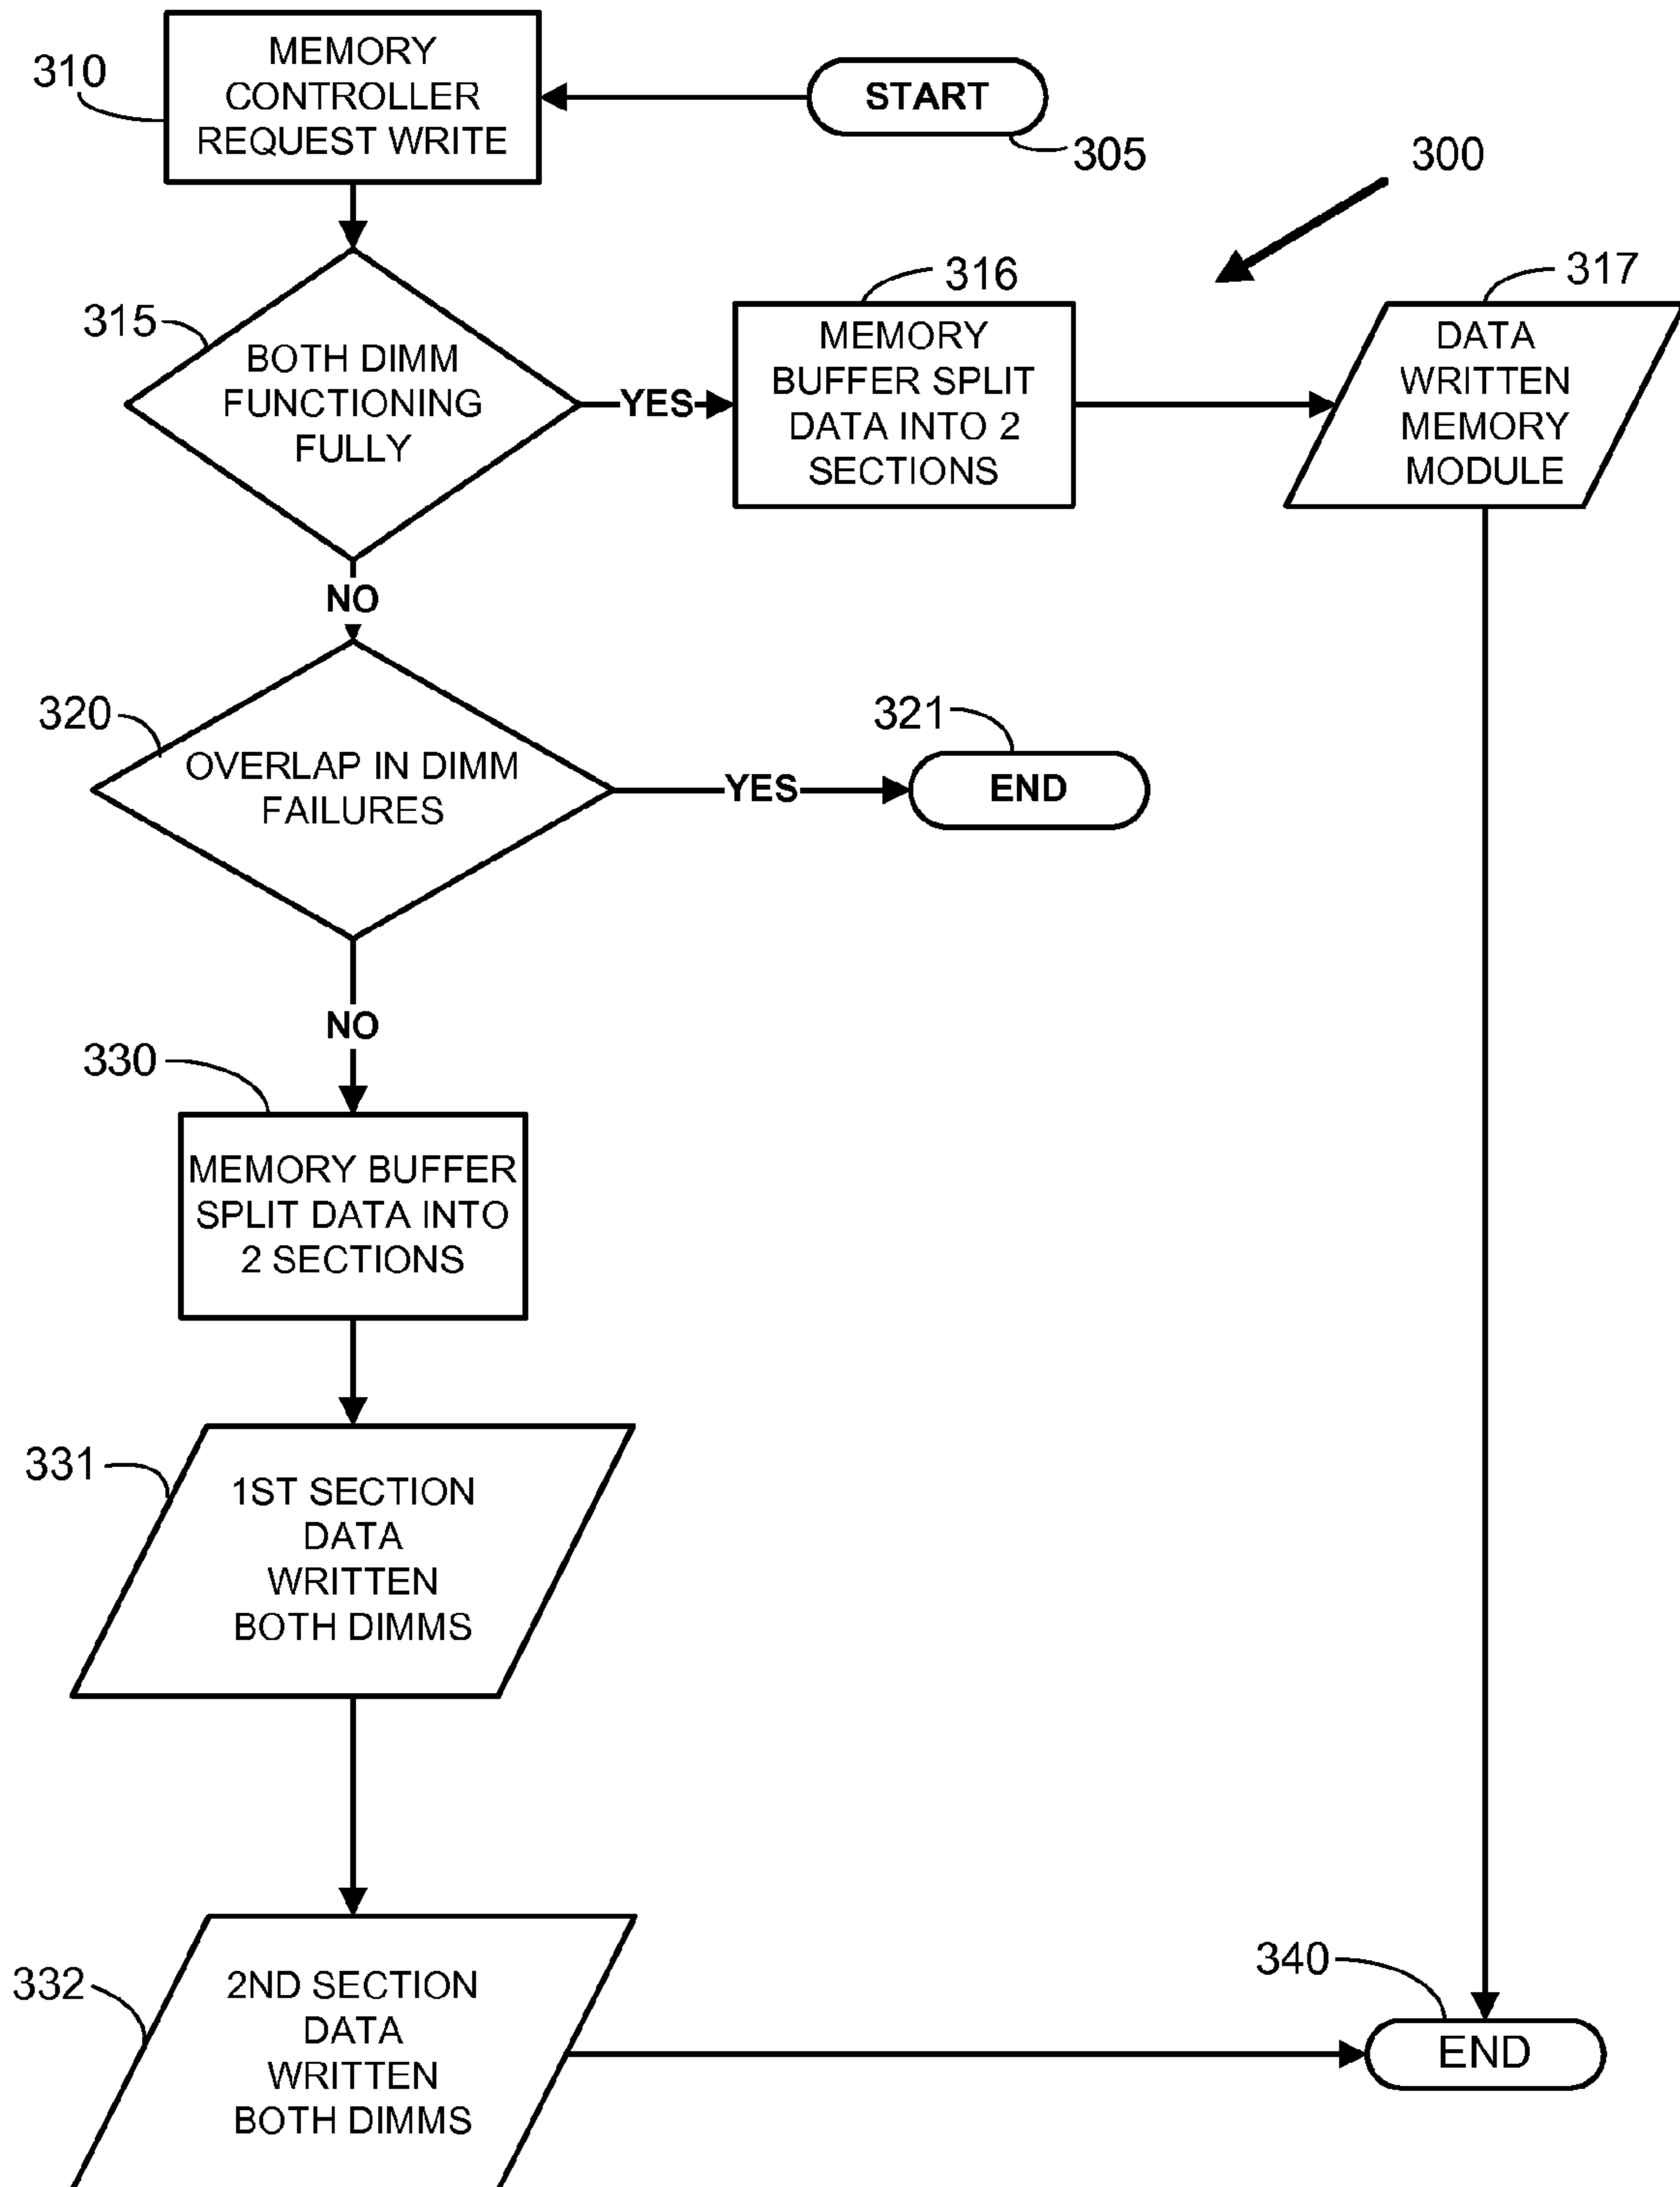 310
MEMORY
CONTROLLER
REQUEST WRITE
START
305
300
315
BOTH DIMM
FUNCTIONING
FULLY
YES
316
MEMORY
BUFFER SPLIT
DATA INTO 2
SECTIONS
317
DATA
WRITTEN
MEMORY
MODULE
NO
320
OVERLAP IN DIMM
FAILURES
YES
321
END
NO
330
MEMORY BUFFER
SPLIT DATA INTO
2 SECTIONS
331
1ST SECTION
DATA
WRITTEN
BOTH DIMMS
332
2ND SECTION
DATA
WRITTEN
BOTH DIMMS
340
END